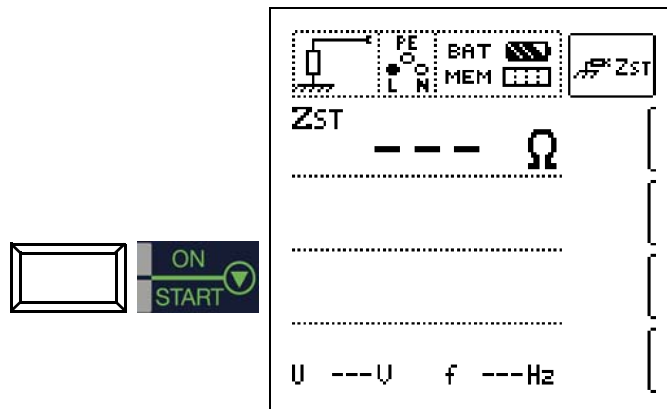 PE
L N
BAT
MEM
ZST
ZST
--- Ω
ON
START
U ---V f ---Hz